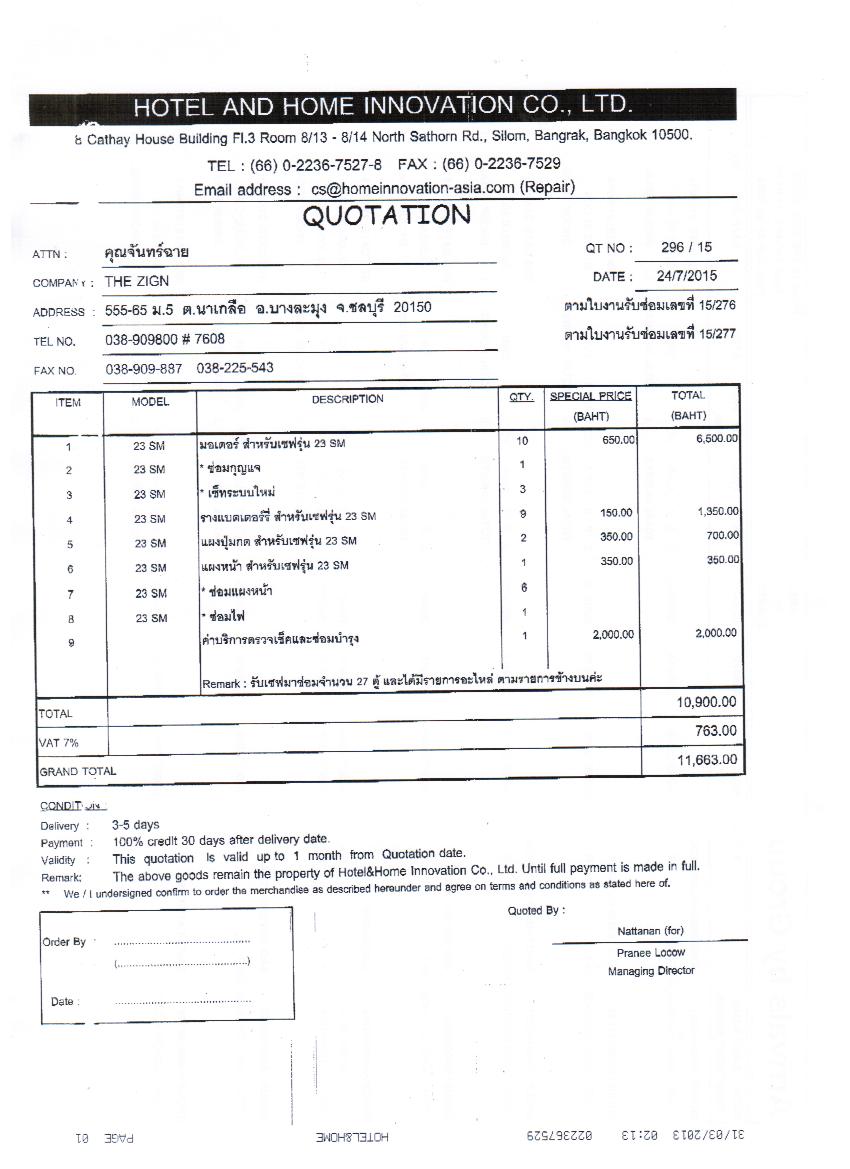 HOTEL AND HOME INNOVATION CO., LTD.
8 Cathay House Building Fl.3 Room 8/13 - 8/14 North Sathorn Rd., Silom, Bangrak, Bangkok 10500.
TEL : (66) 0-2236-7527-8 FAX : (66) 0-2236-7529
Email address : cs@homeinnovation-asia.com (Repair)
QUOTATION
ATTN : คุณจันทร์ฉาย QT NO : 296 / 15
COMPANY : THE ZIGN DATE : 24/7/2015
ADDRESS : 555-65 ม.5 ต.นาเกลือ อ.บางละมุง จ.ชลบุรี 20150 ตามใบงานรับซ่อมเลขที่ 15/276
TEL NO. 038-909800 # 7608 ตามใบงานรับซ่อมเลขที่ 15/277
FAX NO. 038-909-887 038-225-543
ITEM MODEL DESCRIPTION QTY. SPECIAL PRICE TOTAL
(BAHT) (BAHT)
1 23 SM มอเตอร์ สำหรับเซฟรุ่น 23 SM 10 650.00 6,500.00
2 23 SM * ซ่อมกุญแจ 1
3 23 SM * เซ็ทระบบใหม่ 3
4 23 SM รางแบตเตอร์รี่ สำหรับเซฟรุ่น 23 SM 9 150.00 1,350.00
5 23 SM แผงปุ่มกด สำหรับเซฟรุ่น 23 SM 2 350.00 700.00
6 23 SM แผงหน้า สำหรับเซฟรุ่น 23 SM 1 350.00 350.00
7 23 SM * ซ่อมแผงหน้า 6
8 23 SM * ซ่อมไฟ 1
9 ค่าบริการตรวจเช็คและซ่อมบำรุง 1 2,000.00 2,000.00
Remark : รับเซฟมาซ่อมจำนวน 27 ตู้ และได้มีรายการอะไหล่ ตามรายการข้างบนค่ะ
TOTAL 10,900.00
VAT 7% 763.00
GRAND TOTAL 11,663.00
CONDITION :
Delivery : 3-5 days
Payment : 100% credit 30 days after delivery date.
Validity : This quotation is valid up to 1 month from Quotation date.
Remark: The above goods remain the property of Hotel&Home Innovation Co., Ltd. Until full payment is made in full.
** We / I undersigned confirm to order the merchandise as described hereunder and agree on terms and conditions as stated here of.
Quoted By :
Order By : ........................................
(........................................)
Date : ........................................
Nattanan (for)
Pranee Locow
Managing Director
31/03/2013 02:13 022367529 HOTEL&HOME PAGE 01